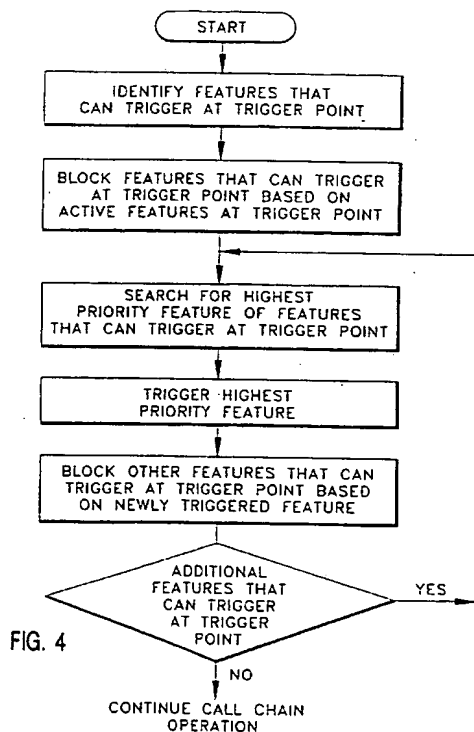 START
IDENTIFY FEATURES THAT
CAN TRIGGER AT TRIGGER POINT
BLOCK FEATURES THAT CAN TRIGGER
AT TRIGGER POINT BASED ON
ACTIVE FEATURES AT TRIGGER POINT
SEARCH FOR HIGHEST
PRIORITY FEATURE OF FEATURES
THAT CAN TRIGGER AT TRIGGER POINT
TRIGGER HIGHEST
PRIORITY FEATURE
BLOCK OTHER FEATURES THAT CAN
TRIGGER AT TRIGGER POINT BASED
ON NEWLY TRIGGERED FEATURE
ADDITIONAL
FEATURES THAT
CAN TRIGGER
AT TRIGGER
POINT
YES
FIG. 4
NO
CONTINUE CALL CHAIN
OPERATION